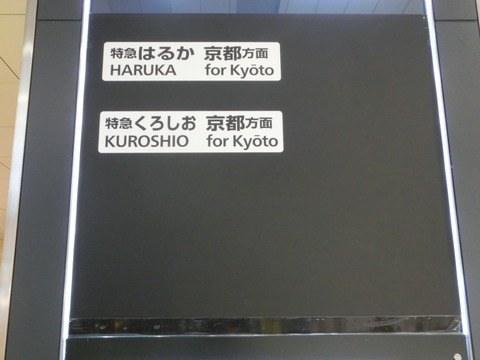 特急はるか 京都方面
HARUKA for Kyōto
特急くろしお 京都方面
KUROSHIO for Kyōto